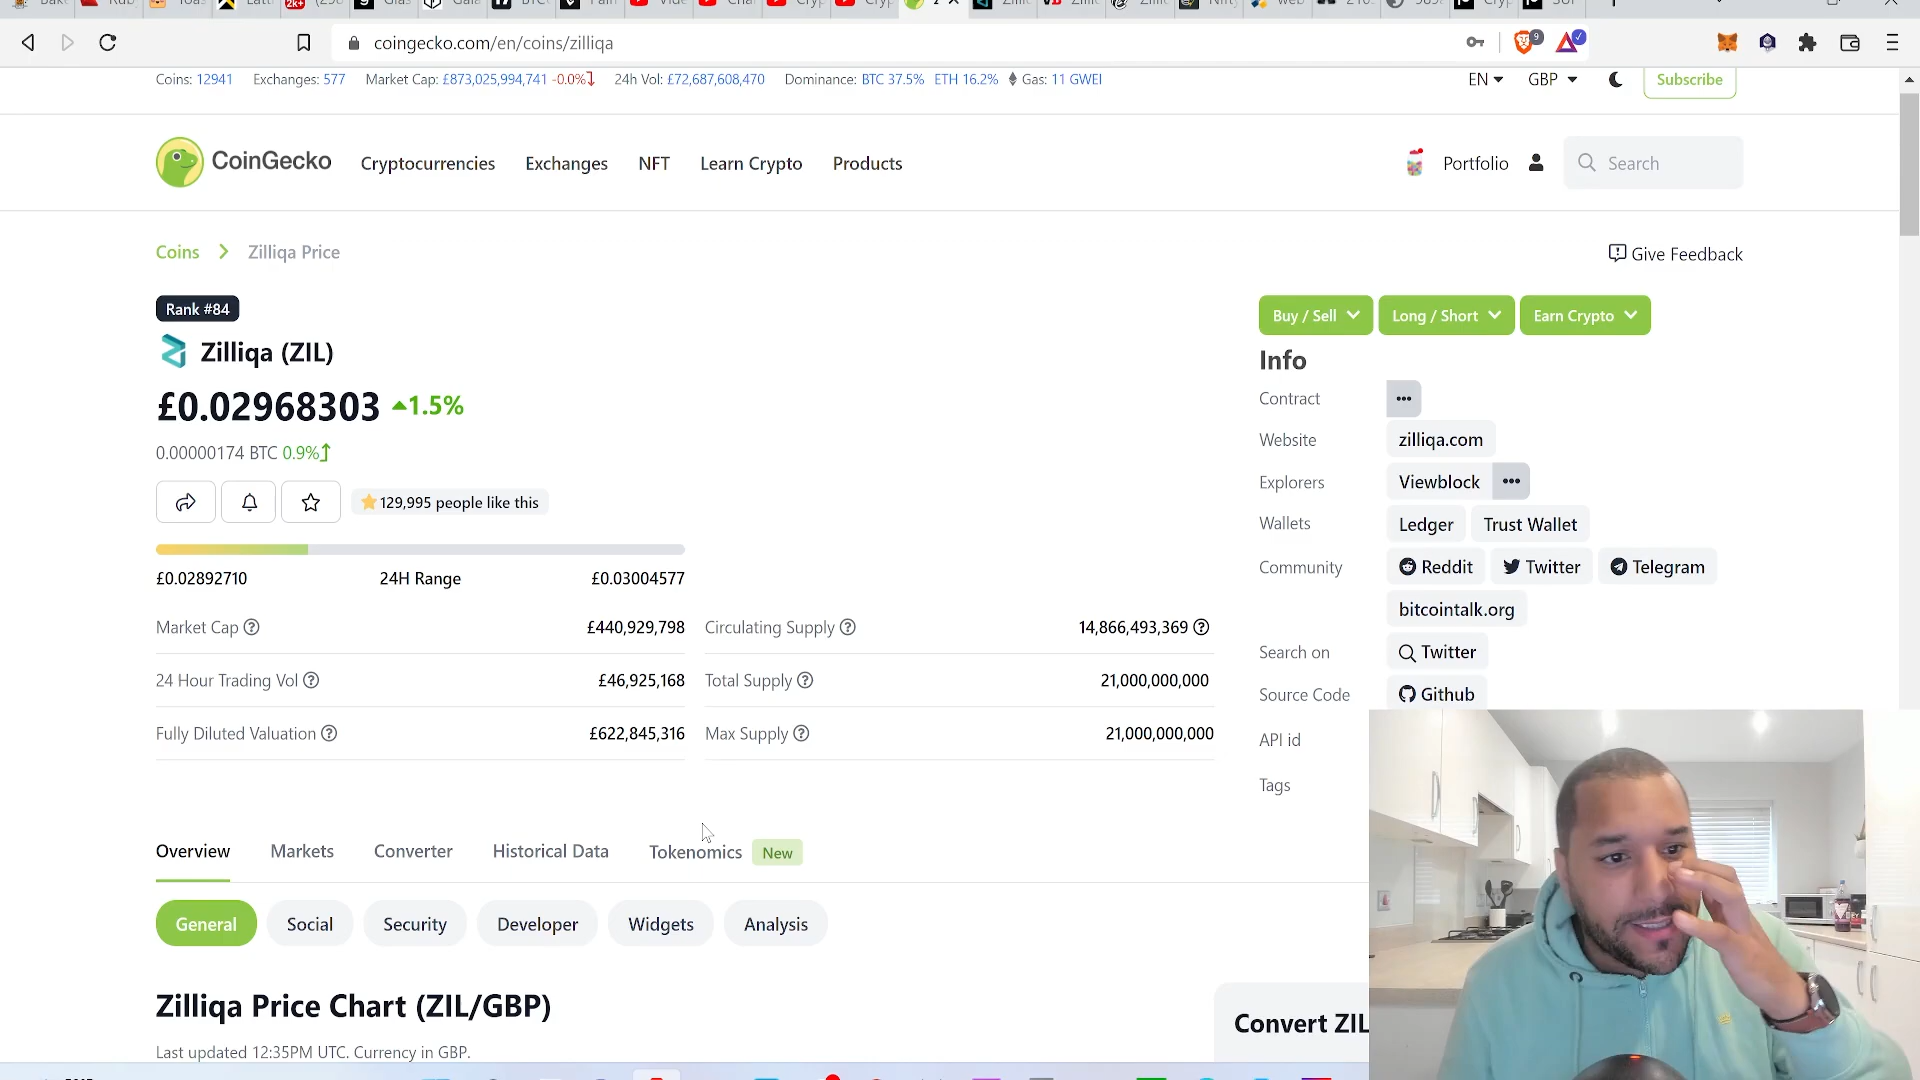 coingecko.com/en/coins/zilliqa
9
Coins: 12941 Exchanges: 577 Market Cap: £873,025,994,741 -0.0% 24h Vol: £72,687,608,470 Dominance: BTC 37.5% ETH 16.2% Gas: 11 GWEI
EN GBP Subscribe
CoinGecko Cryptocurrencies Exchanges NFT Learn Crypto Products Portfolio Search
Coins Zilliqa Price
Give Feedback
Rank #84
Zilliqa (ZIL)
£0.02968303 1.5%
0.00000174 BTC 0.9%
129,995 people like this
£0.02892710 24H Range £0.03004577
Market Cap £440,929,798 Circulating Supply 14,866,493,369
24 Hour Trading Vol £46,925,168 Total Supply 21,000,000,000
Fully Diluted Valuation £622,845,316 Max Supply 21,000,000,000
Buy / Sell Long / Short Earn Crypto
Info
Contract
Website zilliqa.com
Explorers Viewblock
Wallets Ledger Trust Wallet
Community Reddit Twitter Telegram
bitcointalk.org
Search on Twitter
Source Code Github
API id
Tags
Overview Markets Converter Historical Data Tokenomics New
General Social Security Developer Widgets Analysis
Zilliqa Price Chart (ZIL/GBP)
Last updated 12:35PM UTC. Currency in GBP.
Convert ZIL